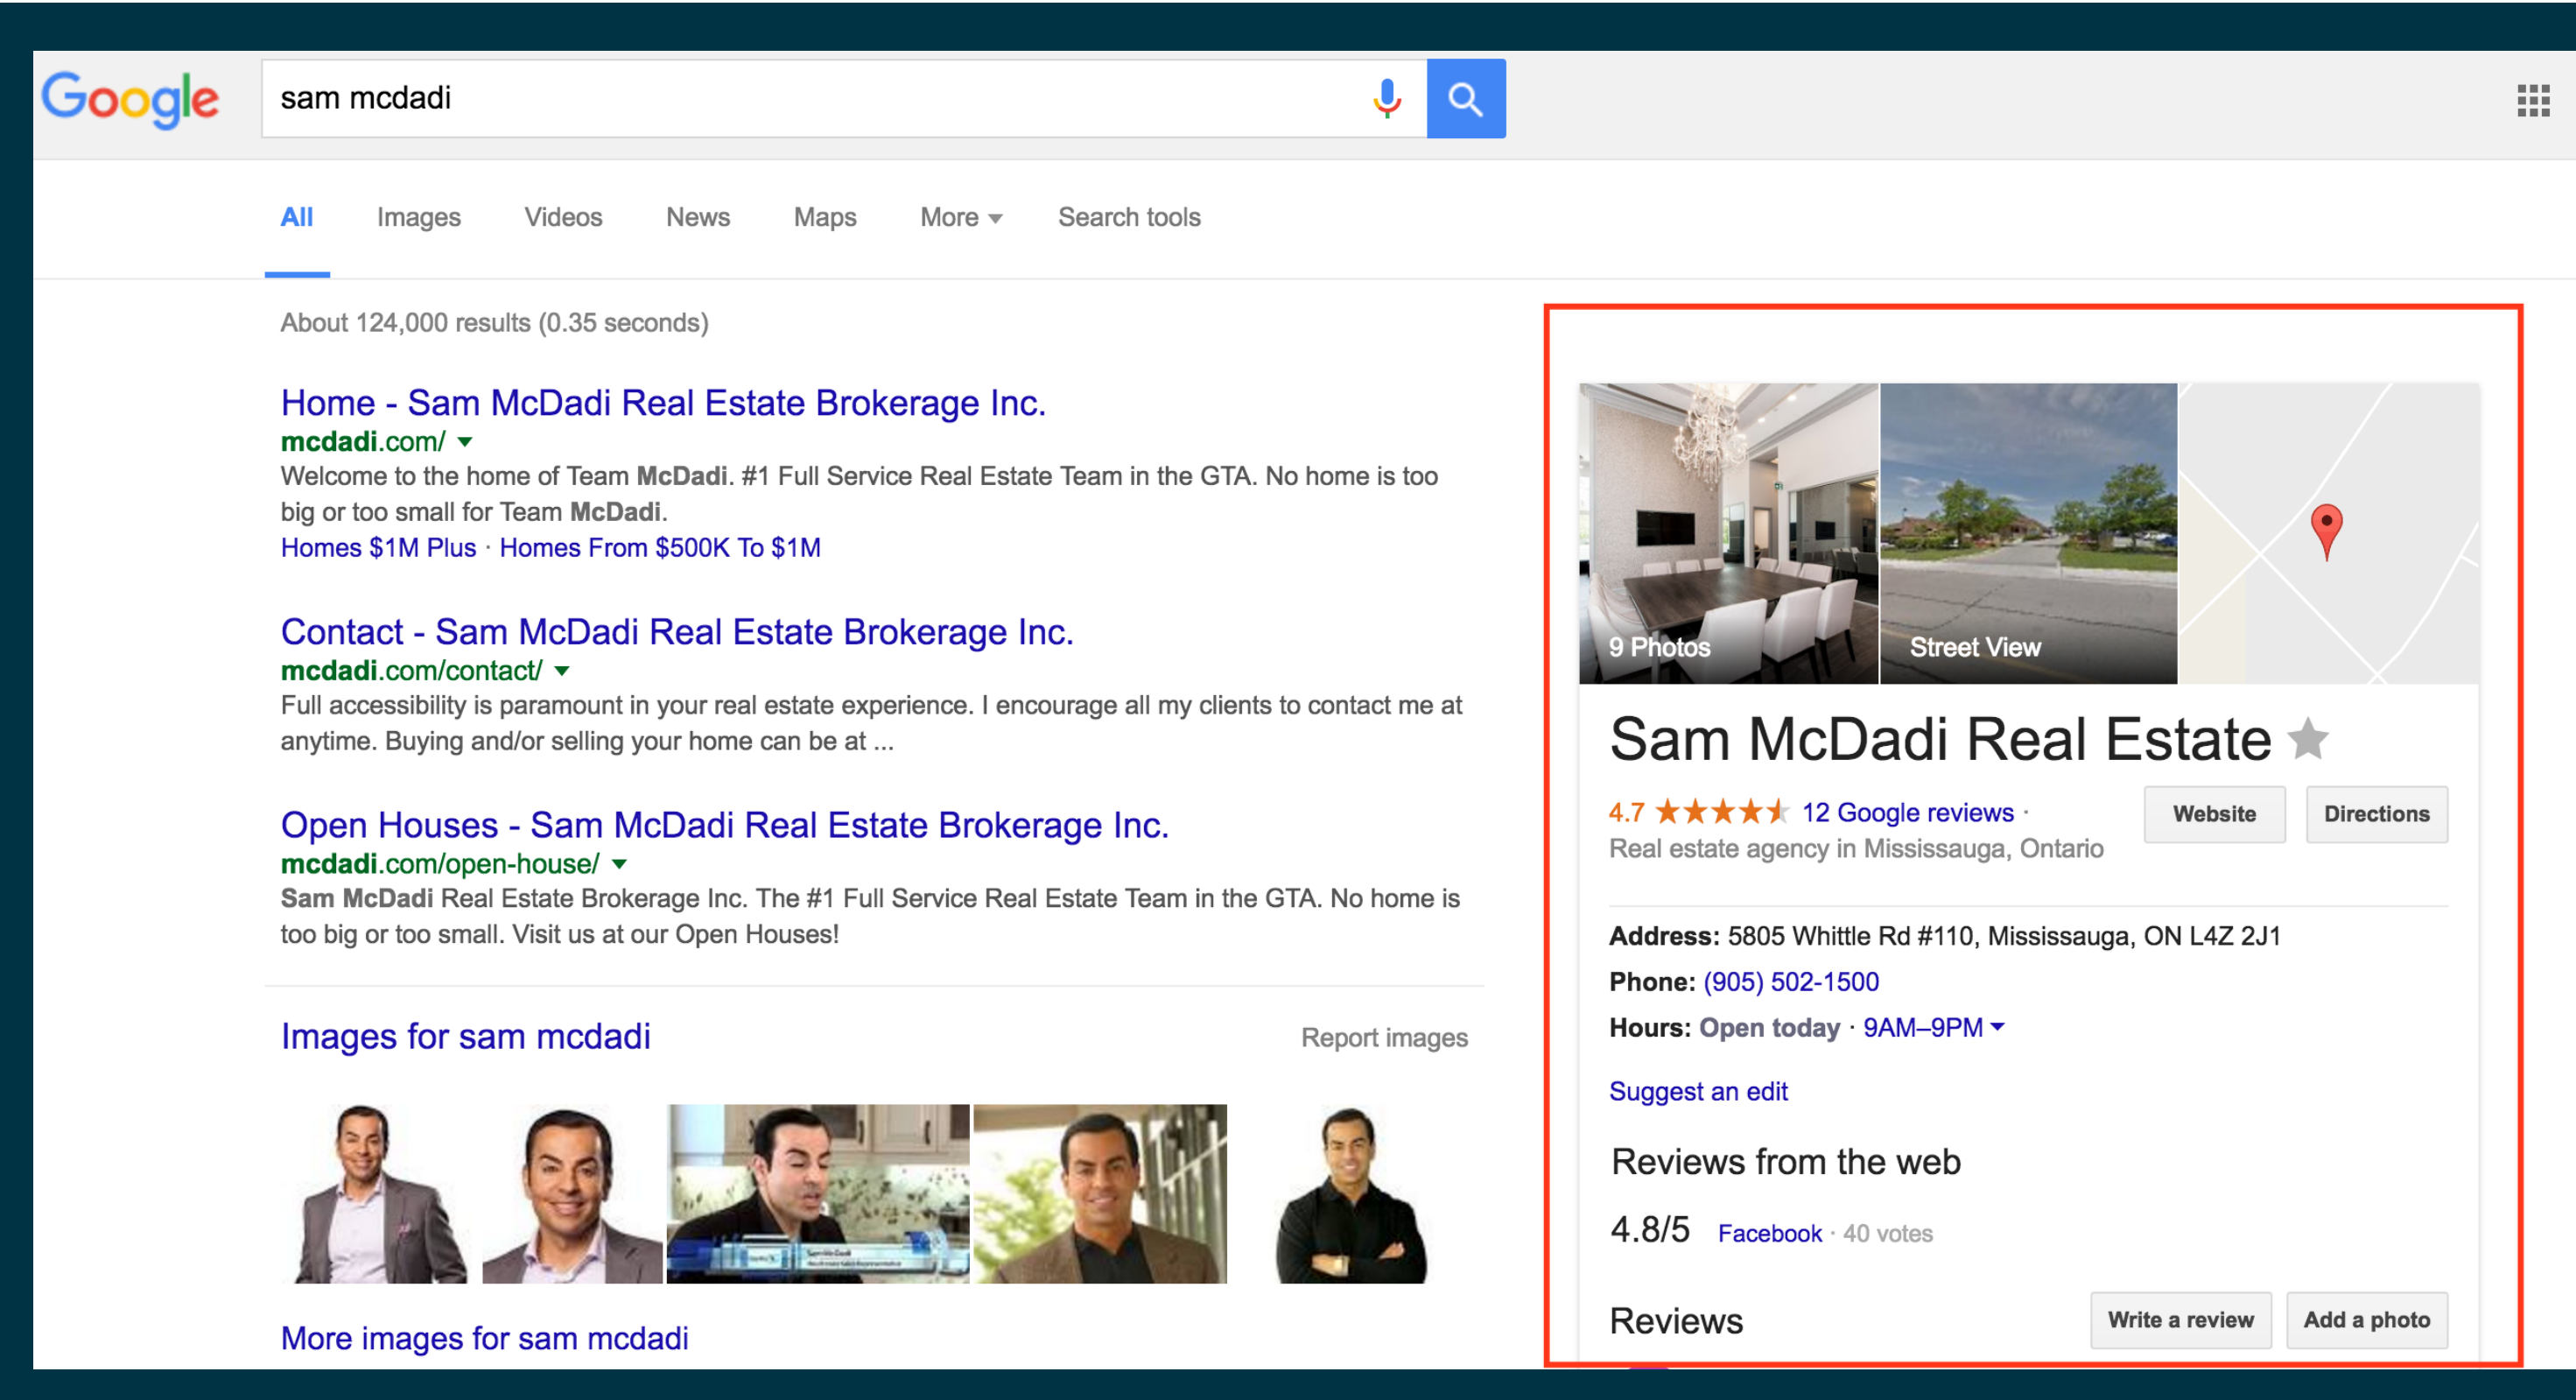 Google
sam mcdadi
All Images Videos News Maps More Search tools
About 124,000 results (0.35 seconds)
Home - Sam McDadi Real Estate Brokerage Inc.
mcdadi.com/
Welcome to the home of Team McDadi. #1 Full Service Real Estate Team in the GTA. No home is too
big or too small for Team McDadi.
Homes $1M Plus · Homes From $500K To $1M
Contact - Sam McDadi Real Estate Brokerage Inc.
mcdadi.com/contact/
Full accessibility is paramount in your real estate experience. I encourage all my clients to contact me at
anytime. Buying and/or selling your home can be at ...
Open Houses - Sam McDadi Real Estate Brokerage Inc.
mcdadi.com/open-house/
Sam McDadi Real Estate Brokerage Inc. The #1 Full Service Real Estate Team in the GTA. No home is
too big or too small. Visit us at our Open Houses!
Images for sam mcdadi
Report images
More images for sam mcdadi
9 Photos
Street View
Sam McDadi Real Estate
4.7 12 Google reviews ·
Real estate agency in Mississauga, Ontario
Website
Directions
Address: 5805 Whittle Rd #110, Mississauga, ON L4Z 2J1
Phone: (905) 502-1500
Hours: Open today · 9AM–9PM
Suggest an edit
Reviews from the web
4.8/5 Facebook · 40 votes
Reviews
Write a review
Add a photo